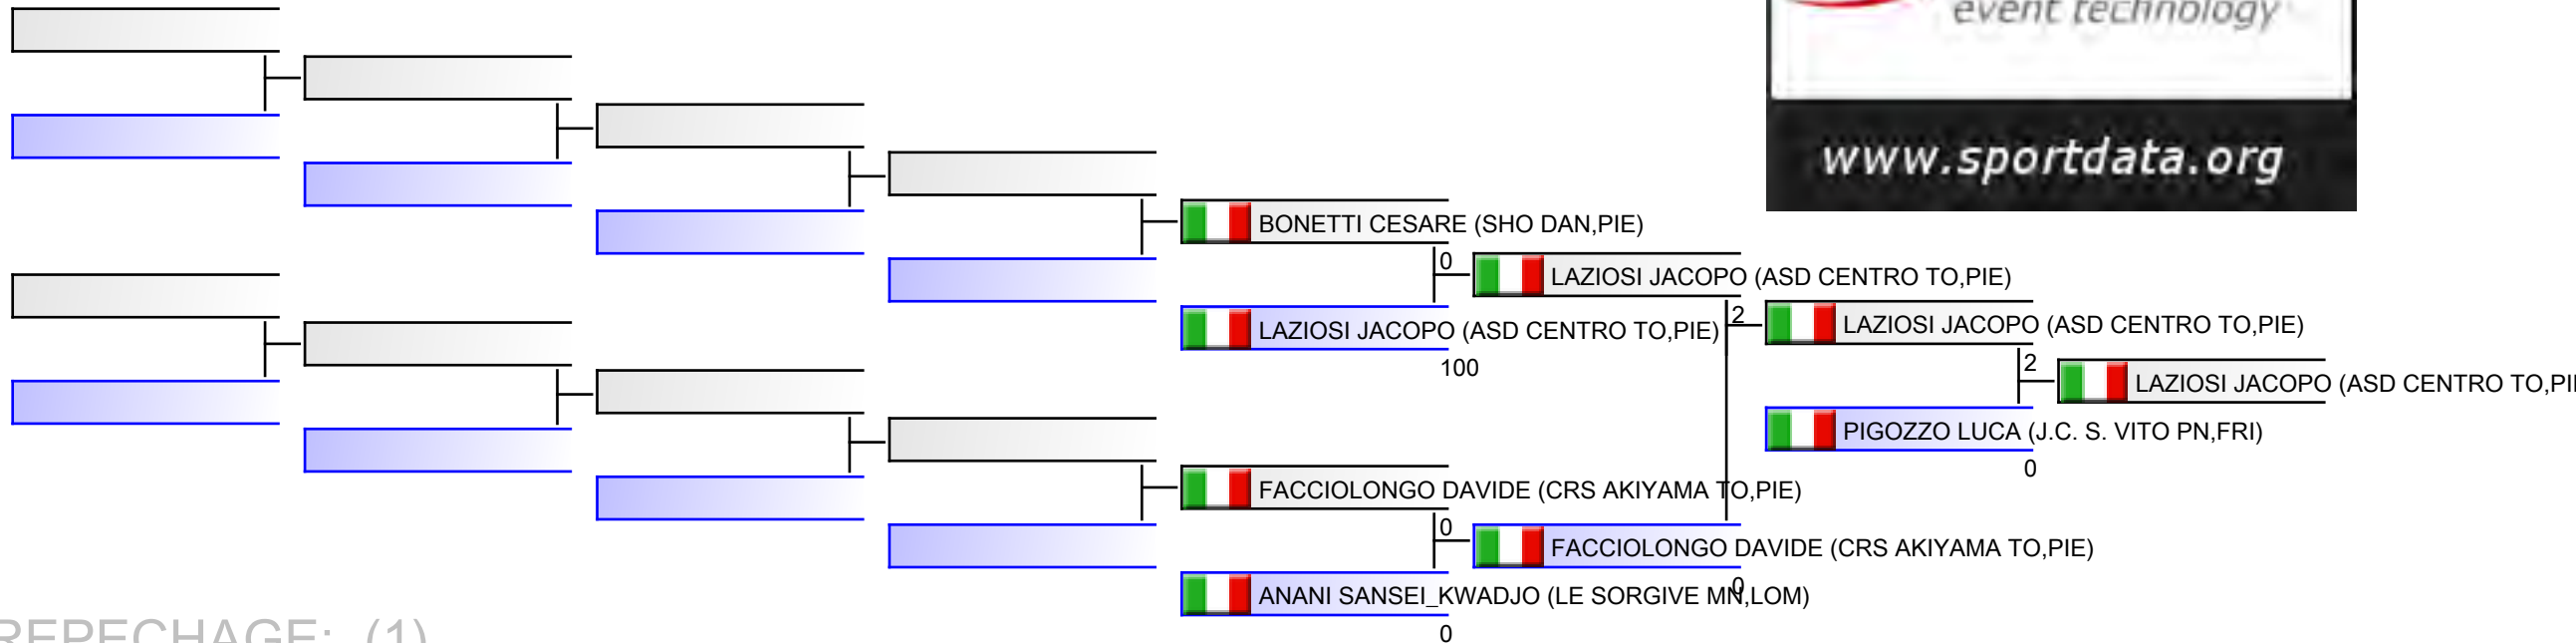 event technology
www.sportdata.org
BONETTI CESARE (SHO DAN,PIE)
0
LAZIOSI JACOPO (ASD CENTRO TO,PIE)
LAZIOSI JACOPO (ASD CENTRO TO,PIE)
100
2
LAZIOSI JACOPO (ASD CENTRO TO,PIE)
2
LAZIOSI JACOPO (ASD CENTRO TO,PI
PIGOZZO LUCA (J.C. S. VITO PN,FRI)
0
FACCIOLONGO DAVIDE (CRS AKIYAMA TO,PIE)
0
FACCIOLONGO DAVIDE (CRS AKIYAMA TO,PIE)
0
ANANI SANSEI_KWADJO (LE SORGIVE MN,LOM)
0
REPECHAGE: (1)